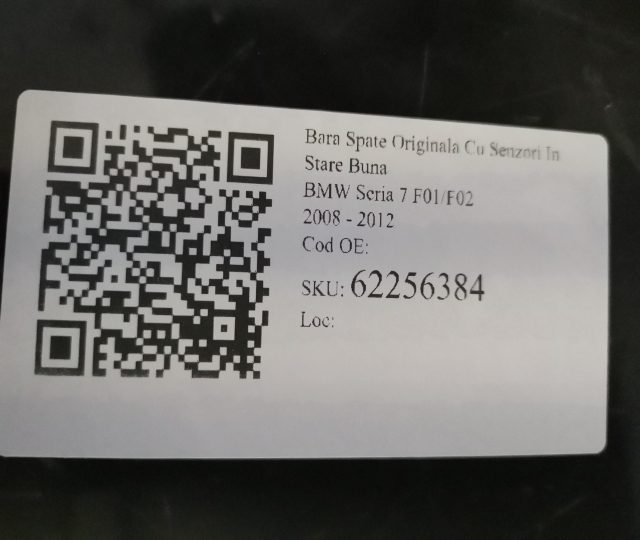 Bara Spate Originala Cu Senzori In
Stare Buna
BMW Seria 7 F01/F02
2008 - 2012
Cod OE:
SKU: 62256384
Loc: